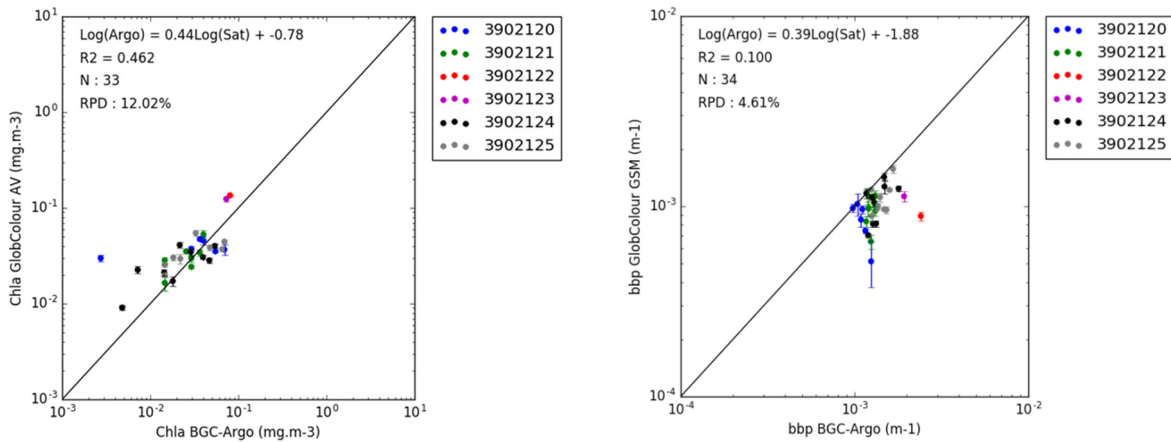 Log(Argo) = 0.44Log(Sat) + -0.78
R2 = 0.462
N : 33
RPD : 12.02%
10^1
10^0
10^-1
10^-2
10^-3
Chla GlobColour AV (mg.m-3)
10^-3 10^-2 10^-1 10^0 10^1
Chla BGC-Argo (mg.m-3)
3902120
3902121
3902122
3902123
3902124
3902125
Log(Argo) = 0.39Log(Sat) + -1.88
R2 = 0.100
N : 34
RPD : 4.61%
10^-2
10^-3
10^-4
bbp GlobColour GSM (m-1)
10^-4 10^-3 10^-2
bbp BGC-Argo (m-1)
3902120
3902121
3902122
3902123
3902124
3902125